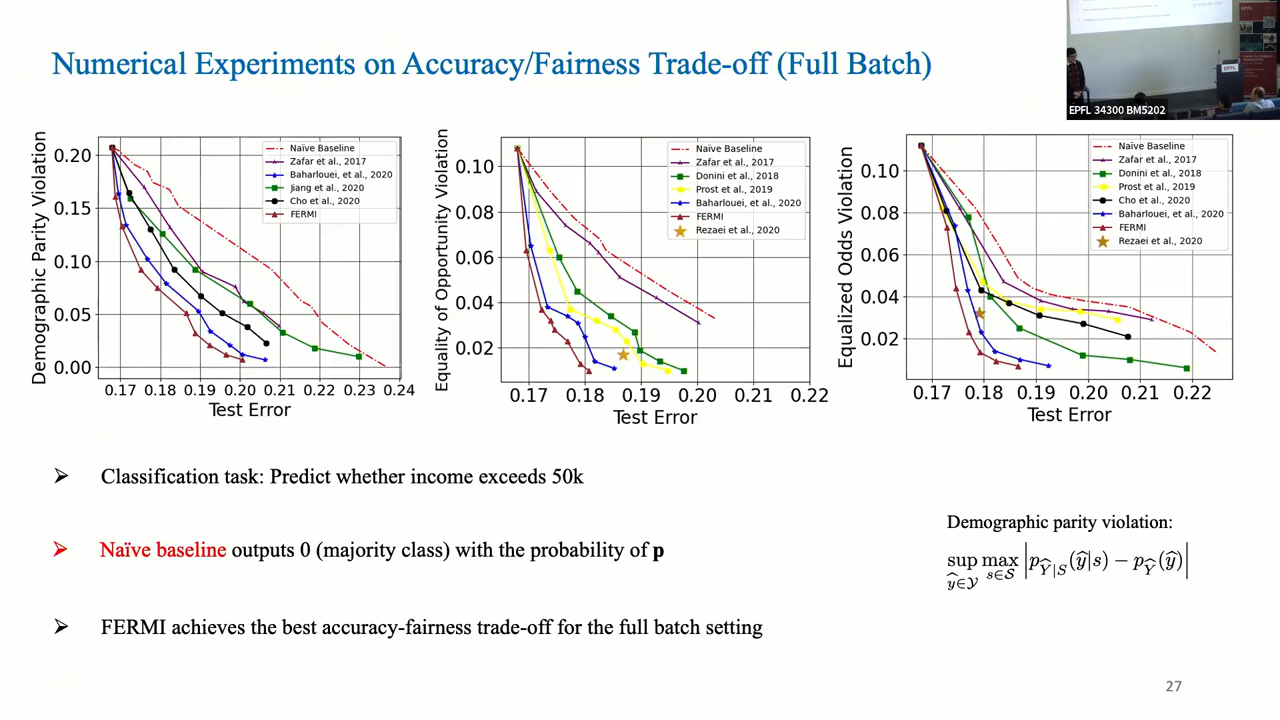 Numerical Experiments on Accuracy/Fairness Trade-off (Full Batch)
EPFL
EPFL
EPFL 34300 BM5202
Demographic Parity Violation
0.20
0.15
0.10
0.05
0.00
0.17 0.18 0.19 0.20 0.21 0.22 0.23 0.24
Test Error
Naïve Baseline
Zafar et al., 2017
Baharlouei, et al., 2020
Jiang et al., 2020
Cho et al., 2020
FERMI
Equality of Opportunity Violation
0.10
0.08
0.06
0.04
0.02
0.17 0.18 0.19 0.20 0.21 0.22
Test Error
Naïve Baseline
Zafar et al., 2017
Donini et al., 2018
Prost et al., 2019
Baharlouei, et al., 2020
FERMI
Rezaei et al., 2020
Equalized Odds Violation
0.10
0.08
0.06
0.04
0.02
0.17 0.18 0.19 0.20 0.21 0.22
Test Error
Naïve Baseline
Zafar et al., 2017
Donini et al., 2018
Prost et al., 2019
Cho et al., 2020
Baharlouei, et al., 2020
FERMI
Rezaei et al., 2020
➢ Classification task: Predict whether income exceeds 50k
➢ Naïve baseline outputs 0 (majority class) with the probability of p
➢ FERMI achieves the best accuracy-fairness trade-off for the full batch setting
Demographic parity violation:
sup max |p_{Ŷ|S}(ŷ|s) − p_Ŷ(ŷ)|
ŷ∈𝒴 s∈𝒮
27